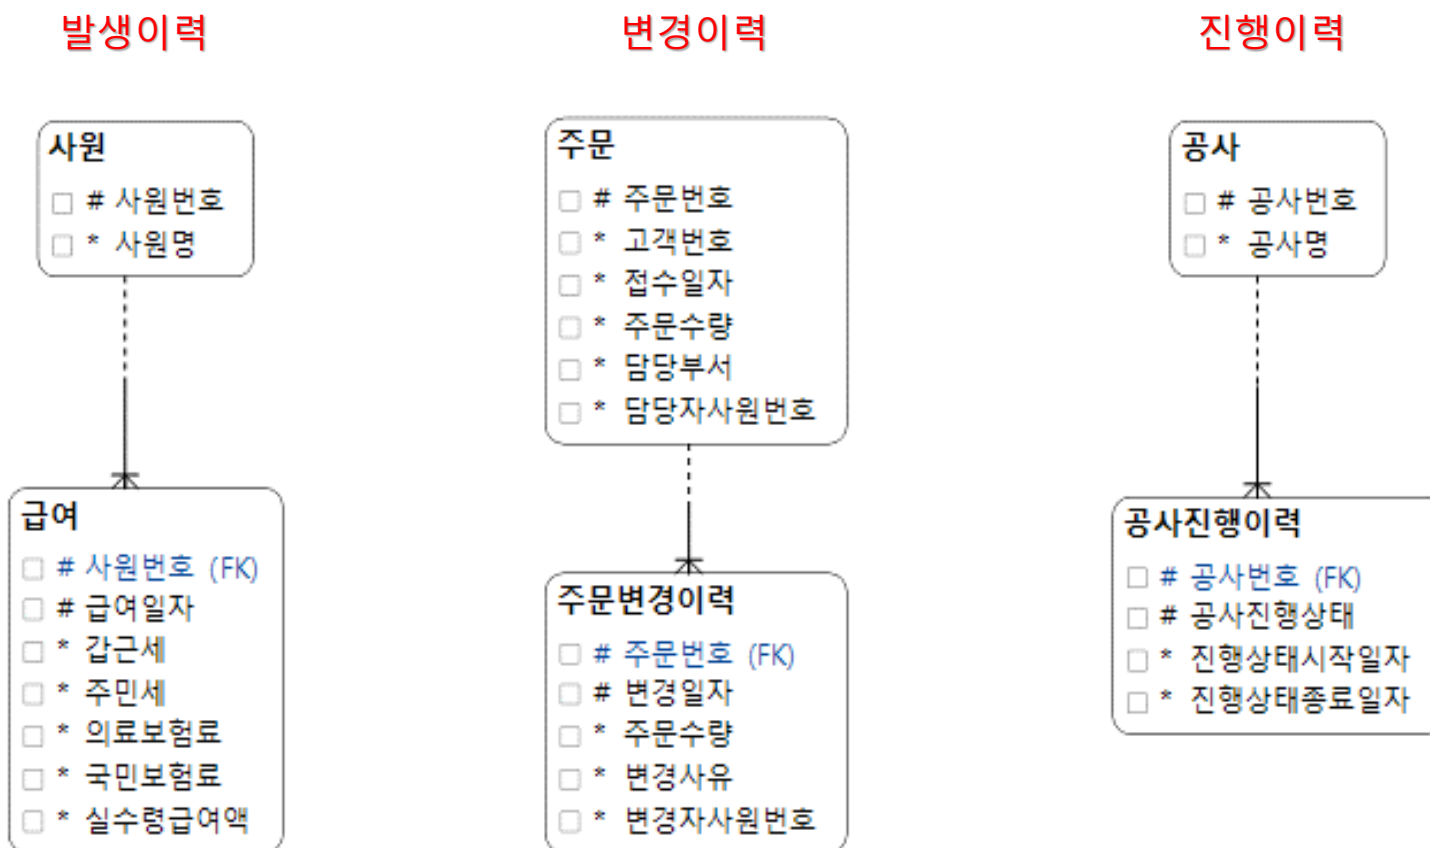 발생이력
사원
# 사원번호
* 사원명
급여
# 사원번호 (FK)
# 급여일자
* 갑근세
* 주민세
* 의료보험료
* 국민보험료
* 실수령급여액
변경이력
주문
# 주문번호
* 고객번호
* 접수일자
* 주문수량
* 담당부서
* 담당자사원번호
주문변경이력
# 주문번호 (FK)
# 변경일자
* 주문수량
* 변경사유
* 변경자사원번호
진행이력
공사
# 공사번호
* 공사명
공사진행이력
# 공사번호 (FK)
# 공사진행상태
* 진행상태시작일자
* 진행상태종료일자